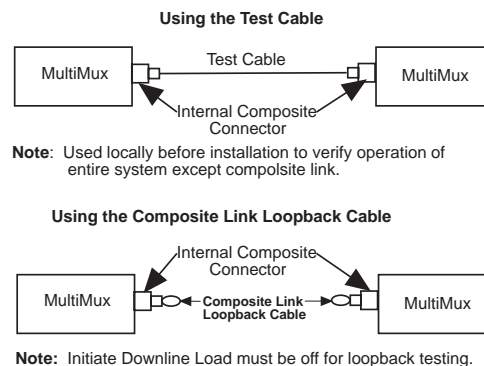 Using the Test Cable
MultiMux
Test Cable
MultiMux
Internal Composite
Connector
Note: Used locally before installation to verify operation of
entire system except compolsite link.
Using the Composite Link Loopback Cable
Internal Composite
Connector
MultiMux
Composite Link
Loopback Cable
MultiMux
Note: Initiate Downline Load must be off for loopback testing.